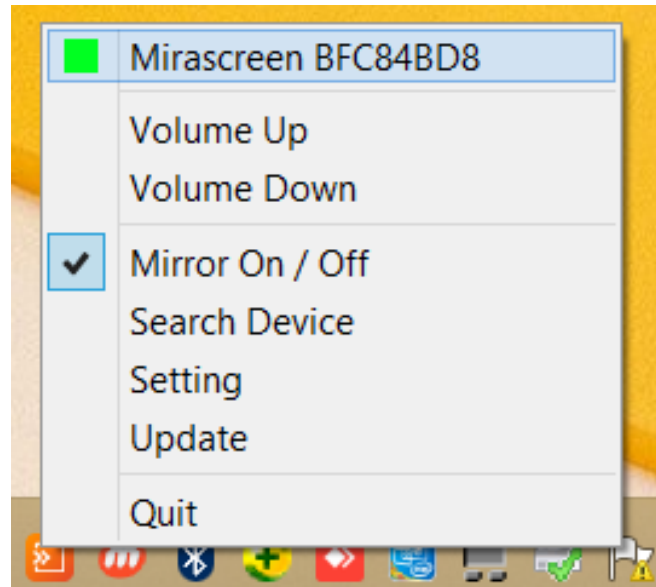 Mirascreen BFC84BD8
Volume Up
Volume Down
Mirror On / Off
Search Device
Setting
Update
Quit